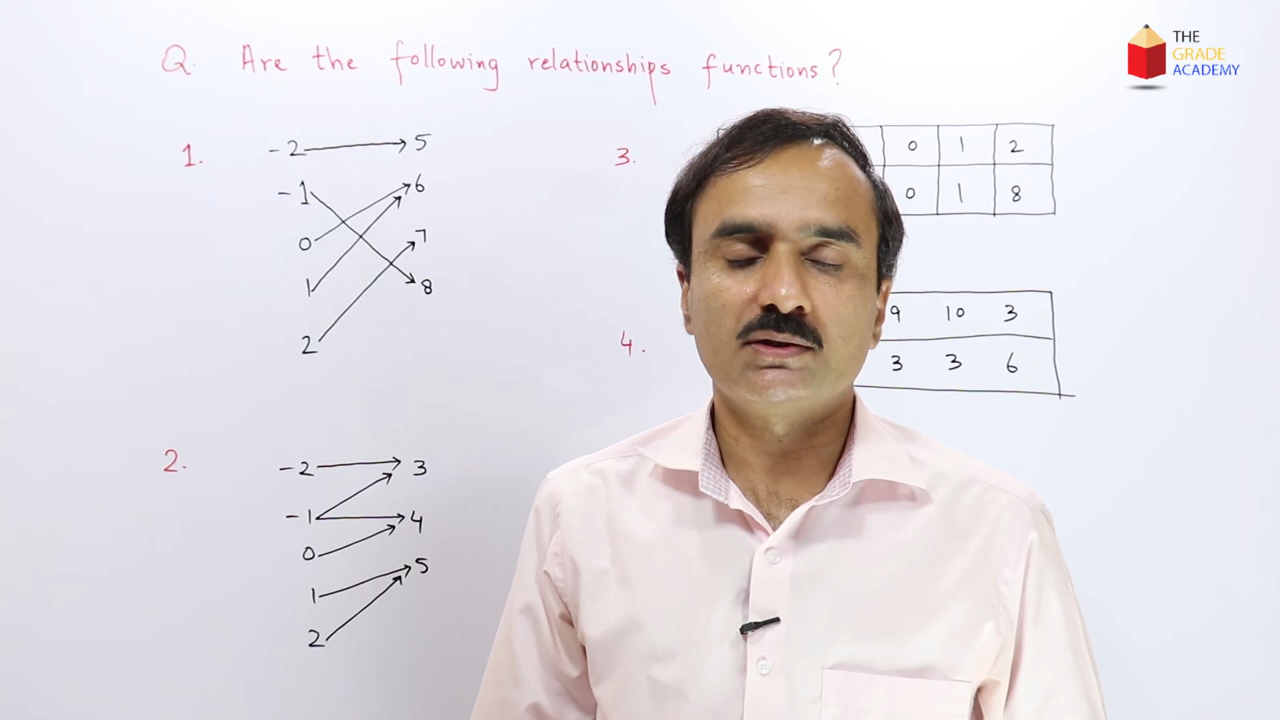 Q. Are the following relationships functions?
THE
GRADE
ACADEMY
1.
-2 5
-1 6
0 7
1 8
2
2.
-2 3
-1 4
0
1 5
2
3.
0 1 2
0 1 8
4.
9 10 3
3 3 6